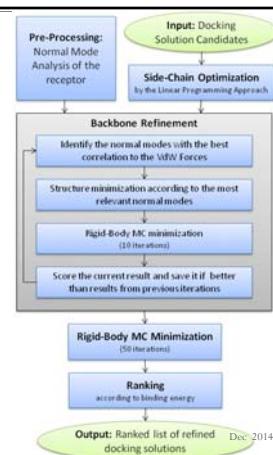 Pre-Processing:
Normal Mode
Analysis of the
receptor
Input: Docking
Solution Candidates
Side-Chain Optimization
by the Linear Programming Approach
Backbone Refinement
Identify the normal modes with the best
correlation to the VdW Forces
Structure minimization according to the most
relevant normal modes
Rigid-Body MC minimization
(10 iterations)
Score the current result and save it if better
than results from previous iterations
Rigid-Body MC Minimization
(50 iterations)
Ranking
according to binding energy
Output: Ranked list of refined
docking solutions
Dec 2014